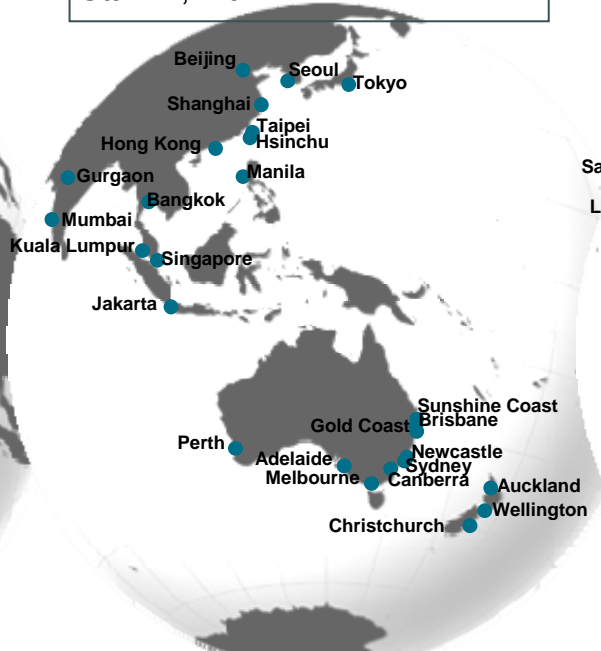 Beijing
Seoul
Tokyo
Shanghai
Taipei
Hsinchu
Hong Kong
Manila
Gurgaon
Bangkok
Mumbai
Kuala Lumpur
Singapore
Jakarta
Sunshine Coast
Brisbane
Gold Coast
Perth
Newcastle
Adelaide
Sydney
Melbourne
Canberra
Auckland
Wellington
Christchurch